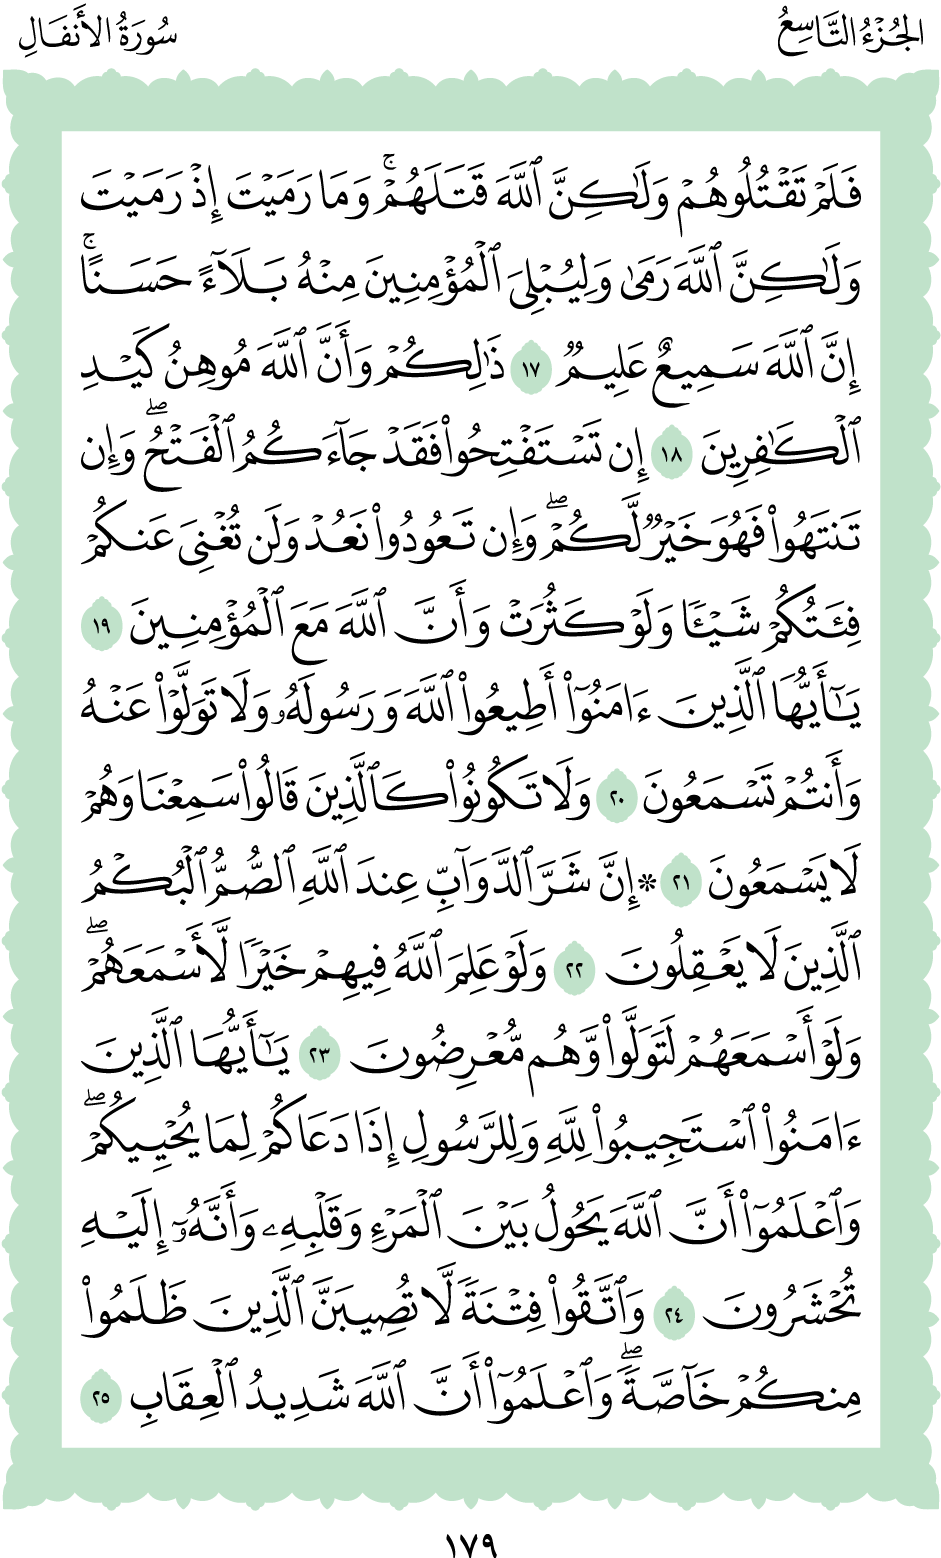 الجُزْءُ التَّاسِعُ
سُورَةُ الأَنفَالِ
فَلَمْ تَقْتُلُوهُمْ وَلَٰكِنَّ ٱللَّهَ قَتَلَهُمْۚ وَمَا رَمَيْتَ إِذْ رَمَيْتَ
وَلَٰكِنَّ ٱللَّهَ رَمَىٰ وَلِيُبْلِىَ ٱلْمُؤْمِنِينَ مِنْهُ بَلَآءً حَسَنًاۚ
إِنَّ ٱللَّهَ سَمِيعٌ عَلِيمٌ ١٧ ذَٰلِكُمْ وَأَنَّ ٱللَّهَ مُوهِنُ كَيْدِ
ٱلْكَٰفِرِينَ ١٨ إِن تَسْتَفْتِحُوا۟ فَقَدْ جَآءَكُمُ ٱلْفَتْحُۖ وَإِن
تَنتَهُوا۟ فَهُوَ خَيْرٌ لَّكُمْۖ وَإِن تَعُودُوا۟ نَعُدْ وَلَن تُغْنِىَ عَنكُمْ
فِئَتُكُمْ شَيْـًٔا وَلَوْ كَثُرَتْ وَأَنَّ ٱللَّهَ مَعَ ٱلْمُؤْمِنِينَ ١٩
يَٰٓأَيُّهَا ٱلَّذِينَ ءَامَنُوٓا۟ أَطِيعُوا۟ ٱللَّهَ وَرَسُولَهُۥ وَلَا تَوَلَّوْا۟ عَنْهُ
وَأَنتُمْ تَسْمَعُونَ ٢٠ وَلَا تَكُونُوا۟ كَٱلَّذِينَ قَالُوا۟ سَمِعْنَا وَهُمْ
لَا يَسْمَعُونَ ٢١ * إِنَّ شَرَّ ٱلدَّوَآبِّ عِندَ ٱللَّهِ ٱلصُّمُّ ٱلْبُكْمُ
ٱلَّذِينَ لَا يَعْقِلُونَ ٢٢ وَلَوْ عَلِمَ ٱللَّهُ فِيهِمْ خَيْرًا لَّأَسْمَعَهُمْۖ
وَلَوْ أَسْمَعَهُمْ لَتَوَلَّوا۟ وَّهُم مُّعْرِضُونَ ٢٣ يَٰٓأَيُّهَا ٱلَّذِينَ
ءَامَنُوا۟ ٱسْتَجِيبُوا۟ لِلَّهِ وَلِلرَّسُولِ إِذَا دَعَاكُمْ لِمَا يُحْيِيكُمْۖ
وَٱعْلَمُوٓا۟ أَنَّ ٱللَّهَ يَحُولُ بَيْنَ ٱلْمَرْءِ وَقَلْبِهِۦ وَأَنَّهُۥٓ إِلَيْهِ
تُحْشَرُونَ ٢٤ وَٱتَّقُوا۟ فِتْنَةً لَّا تُصِيبَنَّ ٱلَّذِينَ ظَلَمُوا۟
مِنكُمْ خَآصَّةًۖ وَٱعْلَمُوٓا۟ أَنَّ ٱللَّهَ شَدِيدُ ٱلْعِقَابِ ٢٥
١٧٩